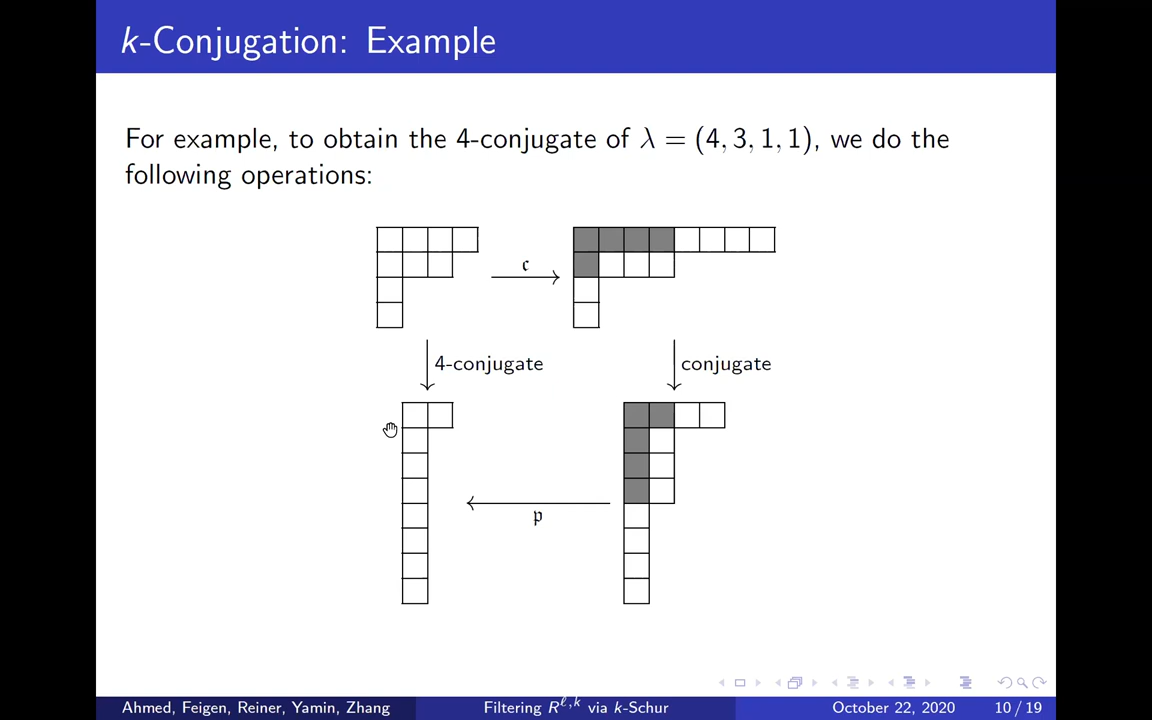 k-Conjugation: Example
For example, to obtain the 4-conjugate of λ = (4, 3, 1, 1), we do the
following operations:
𝔠
4-conjugate
conjugate
𝔭
Ahmed, Feigen, Reiner, Yamin, Zhang
Filtering R^{ℓ,k} via k-Schur
October 22, 2020
10 / 19